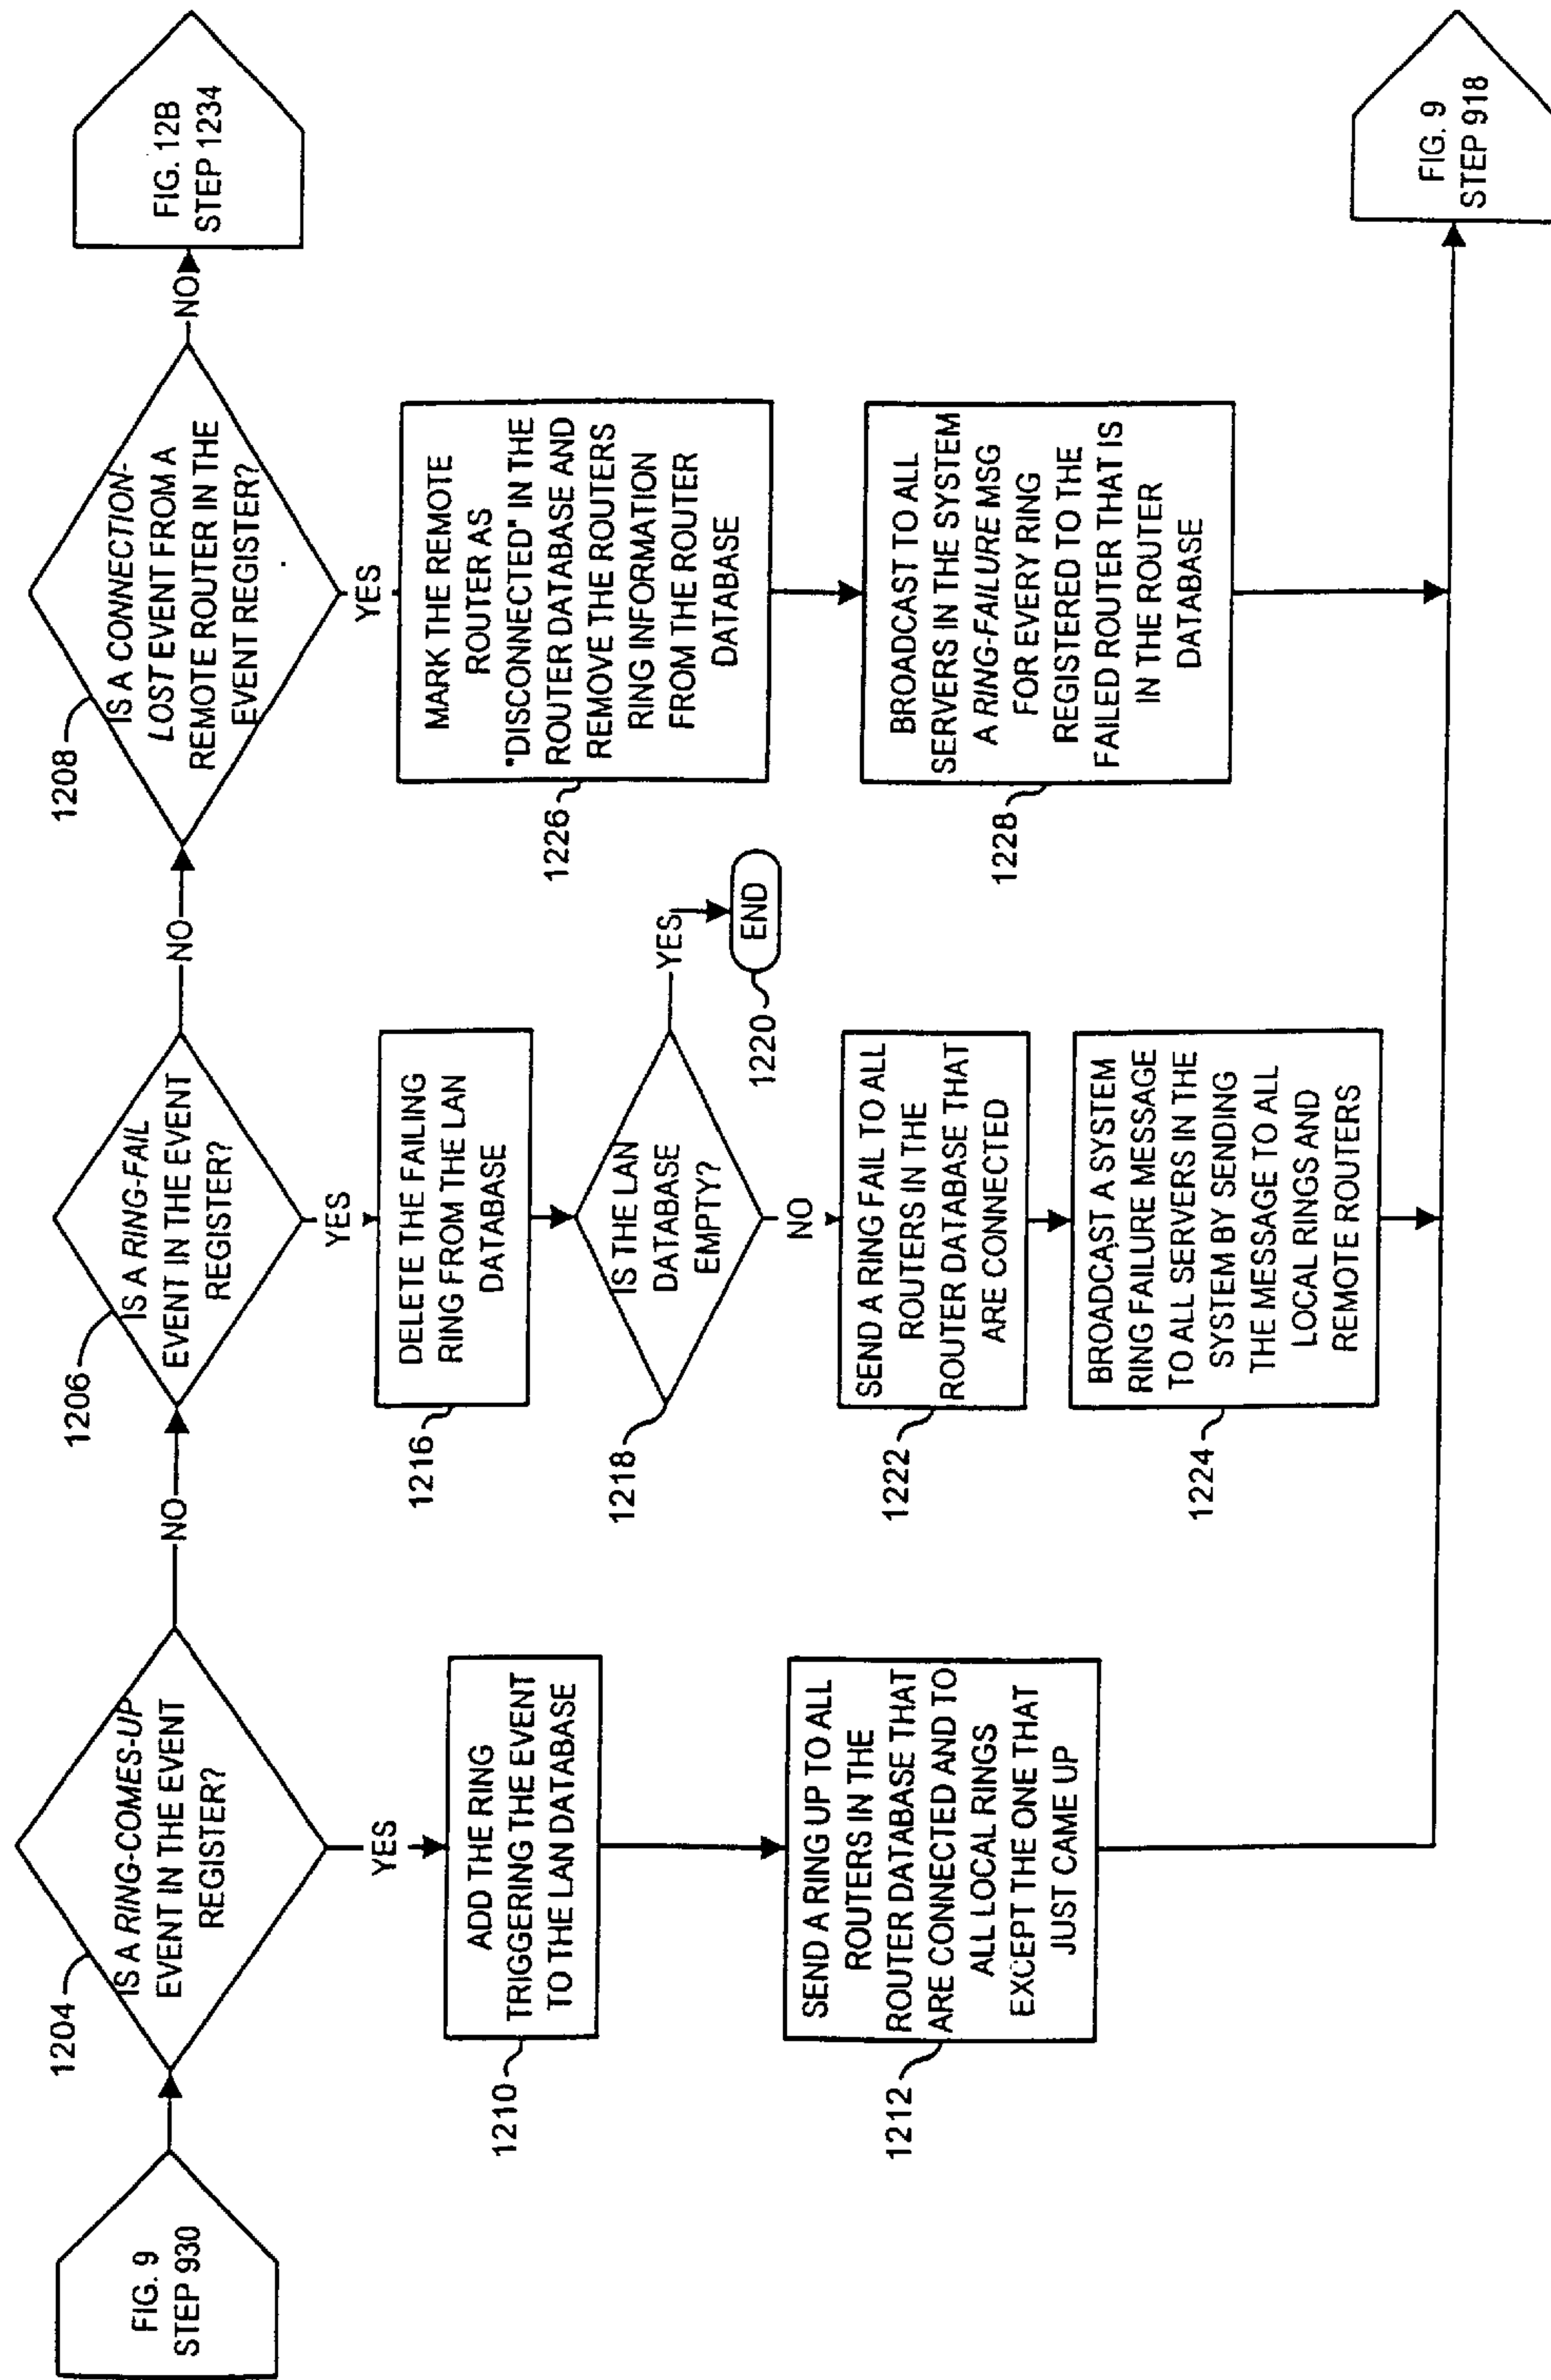 FIG. 9
STEP 930
1204
IS A RING-COMES-UP
EVENT IN THE EVENT
REGISTER?
NO
YES
1210
ADD THE RING
TRIGGERING THE EVENT
TO THE LAN DATABASE
1212
SEND A RING UP TO ALL
ROUTERS IN THE
ROUTER DATABASE THAT
ARE CONNECTED AND TO
ALL LOCAL RINGS
EXCEPT THE ONE THAT
JUST CAME UP
1206
IS A RING-FAIL
EVENT IN THE EVENT
REGISTER?
NO
YES
1216
DELETE THE FAILING
RING FROM THE LAN
DATABASE
1218
IS THE LAN
DATABASE
EMPTY?
YES
END
1220
NO
1222
SEND A RING FAIL TO ALL
ROUTERS IN THE
ROUTER DATABASE THAT
ARE CONNECTED
1224
BROADCAST A SYSTEM
RING FAILURE MESSAGE
TO ALL SERVERS IN THE
SYSTEM BY SENDING
THE MESSAGE TO ALL
LOCAL RINGS AND
REMOTE ROUTERS
1208
IS A CONNECTION-
LOST EVENT FROM A
REMOTE ROUTER IN THE
EVENT REGISTER?
NO
FIG. 12B
STEP 1234
YES
1226
MARK THE REMOTE
ROUTER AS
"DISCONNECTED" IN THE
ROUTER DATABASE AND
REMOVE THE ROUTERS
RING INFORMATION
FROM THE ROUTER
DATABASE
1228
BROADCAST TO ALL
SERVERS IN THE SYSTEM
A RING-FAILURE MSG
FOR EVERY RING
REGISTERED TO THE
FAILED ROUTER THAT IS
IN THE ROUTER
DATABASE
FIG. 9
STEP 918